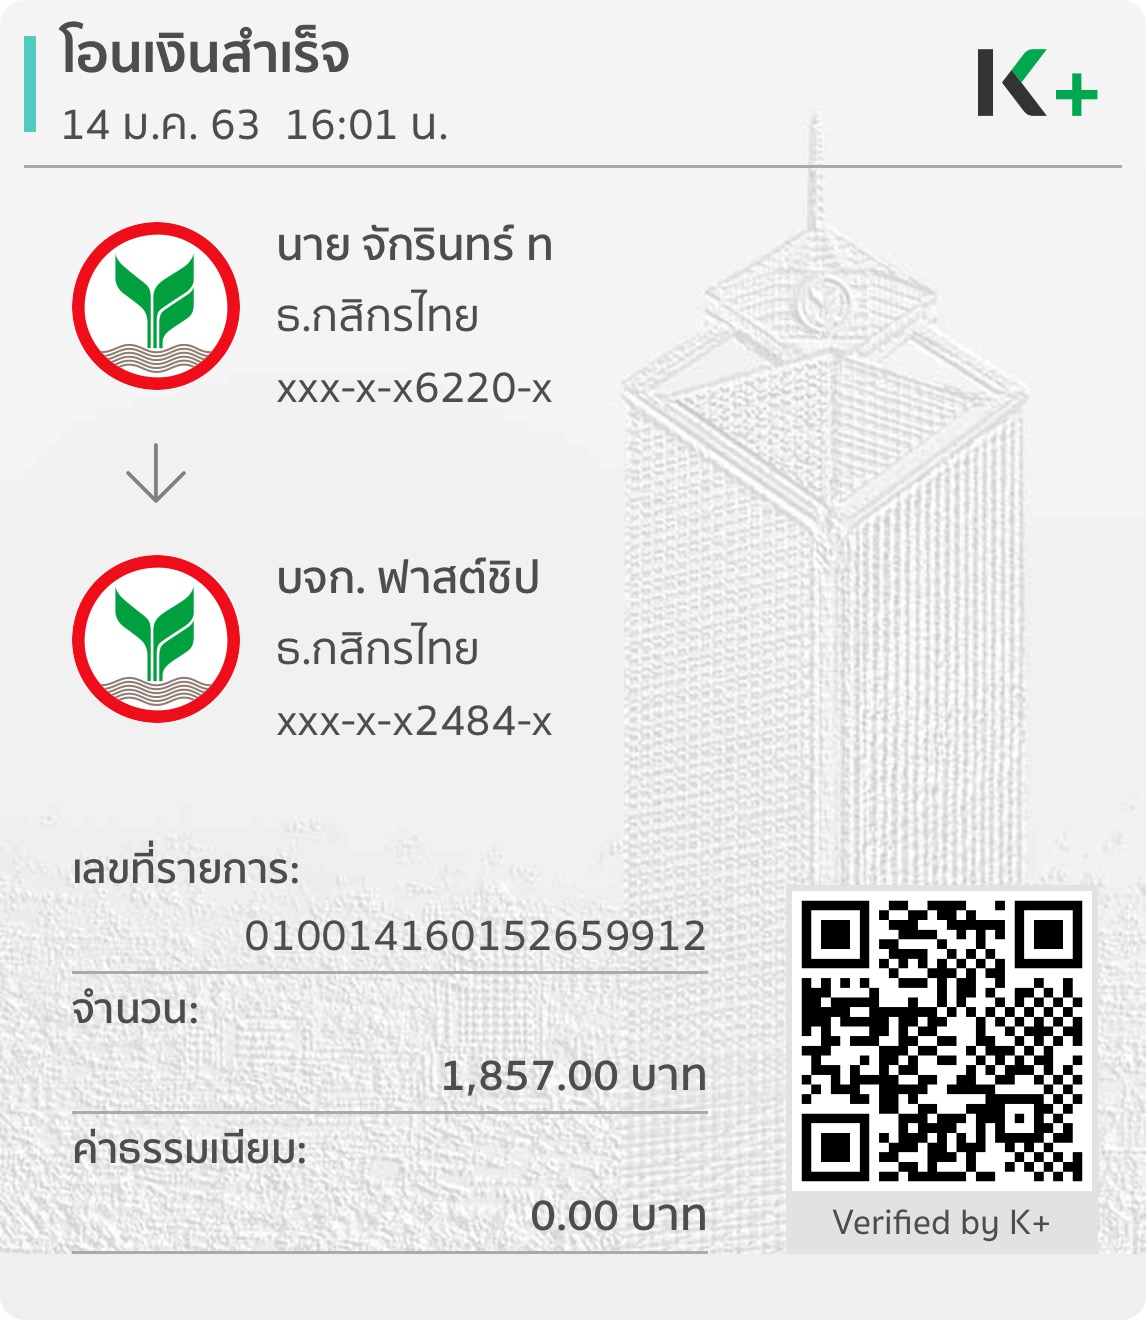 โอนเงินสำเร็จ
14 ม.ค. 63  16:01 น.
K+
นาย จักรินทร์ ท
ธ.กสิกรไทย
xxx-x-x6220-x
บจก. ฟาสต์ชิป
ธ.กสิกรไทย
xxx-x-x2484-x
เลขที่รายการ:
010014160152659912
จำนวน:
1,857.00 บาท
ค่าธรรมเนียม:
0.00 บาท
Verified by K+